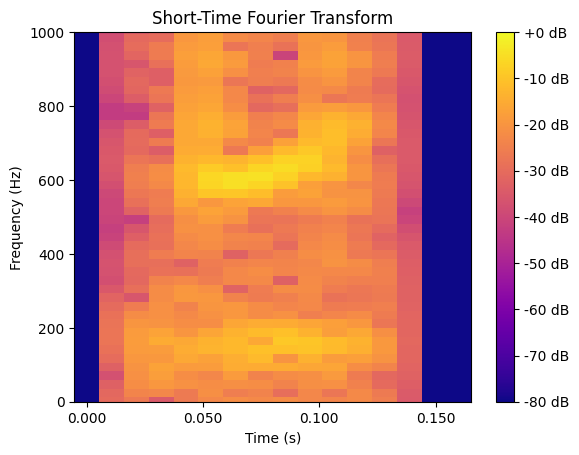 Short-Time Fourier Transform
1000
800
600
400
200
0
Frequency (Hz)
0.000
0.050
0.100
0.150
Time (s)
+0 dB
-10 dB
-20 dB
-30 dB
-40 dB
-50 dB
-60 dB
-70 dB
-80 dB